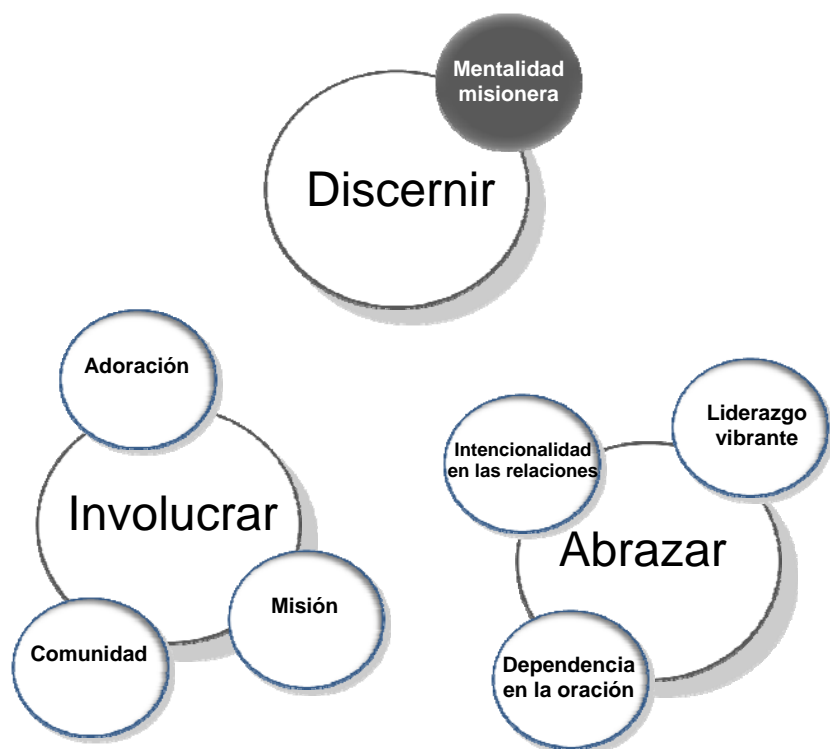 Mentalidad
misionera
Discernir
Adoración
Involucrar
Misión
Comunidad
Liderazgo
vibrante
Intencionalidad
en las relaciones
Abrazar
Dependencia
en la oración